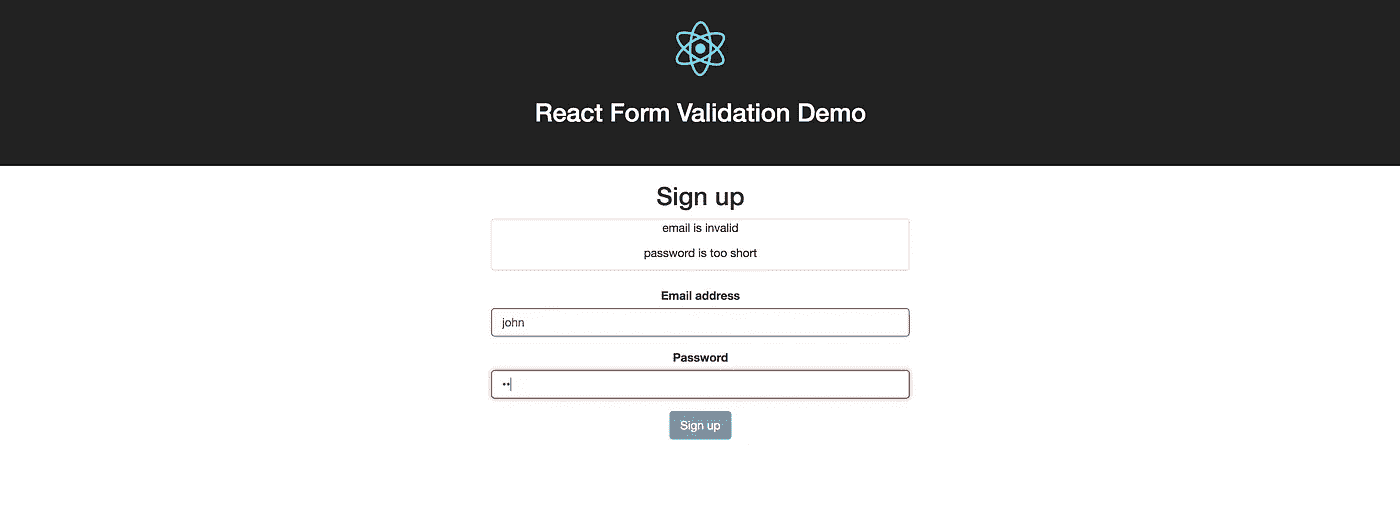 React Form Validation Demo
Sign up
email is invalid
password is too short
Email address
john
Password
••
Sign up